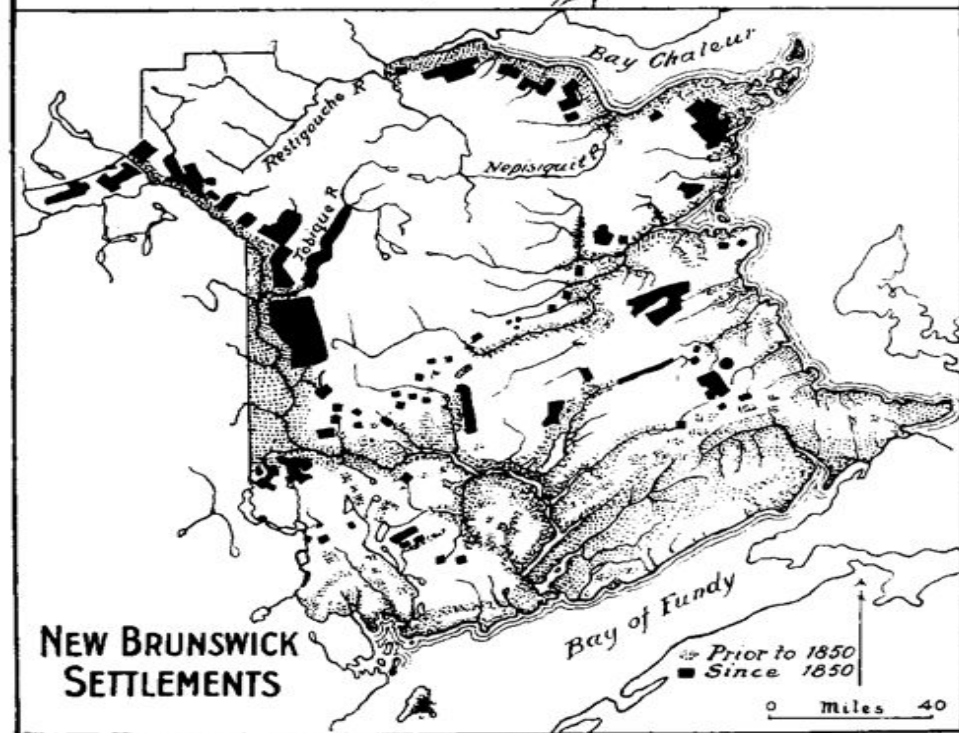 Bay Chaleur
Restigouche R
Nepisiquit R
Tobique R
Bay of Fundy
NEW BRUNSWICK
SETTLEMENTS
Prior to 1850
Since 1850
0 Miles 40